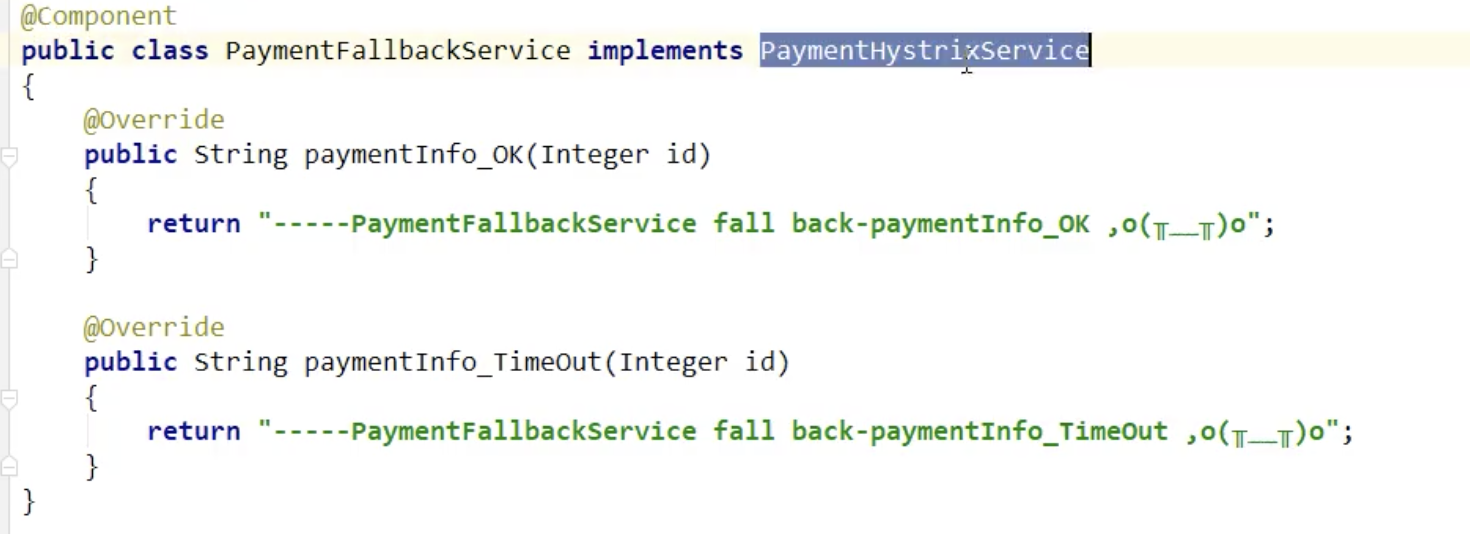 @Component
public class PaymentFallbackService implements PaymentHystrixService
{
@Override
public String paymentInfo_OK(Integer id)
{
return "-----PaymentFallbackService fall back-paymentInfo_OK ,o(╥﹏╥)o";
}
@Override
public String paymentInfo_TimeOut(Integer id)
{
return "-----PaymentFallbackService fall back-paymentInfo_TimeOut ,o(╥﹏╥)o";
}
}